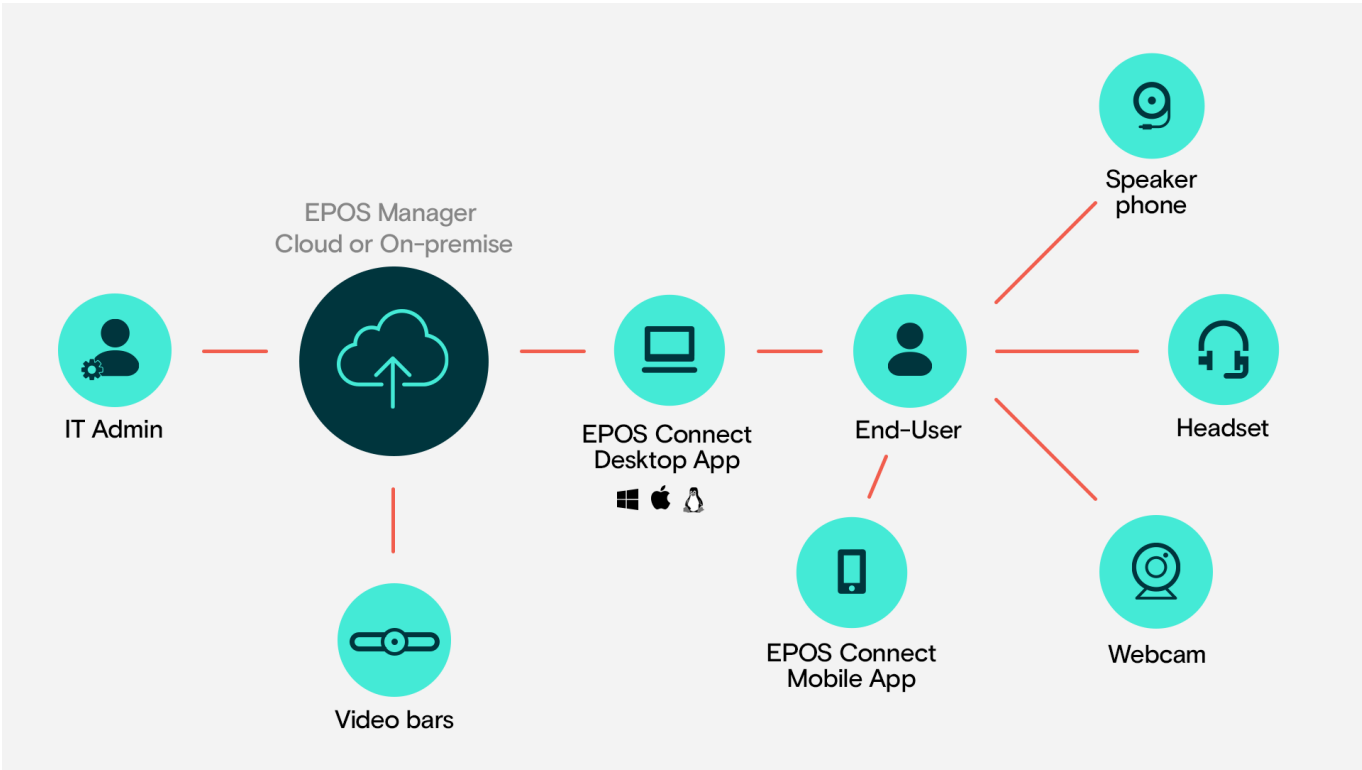 Speaker
phone
EPOS Manager
Cloud or On-premise
IT Admin
EPOS Connect
Desktop App
End-User
Headset
EPOS Connect
Mobile App
Webcam
Video bars